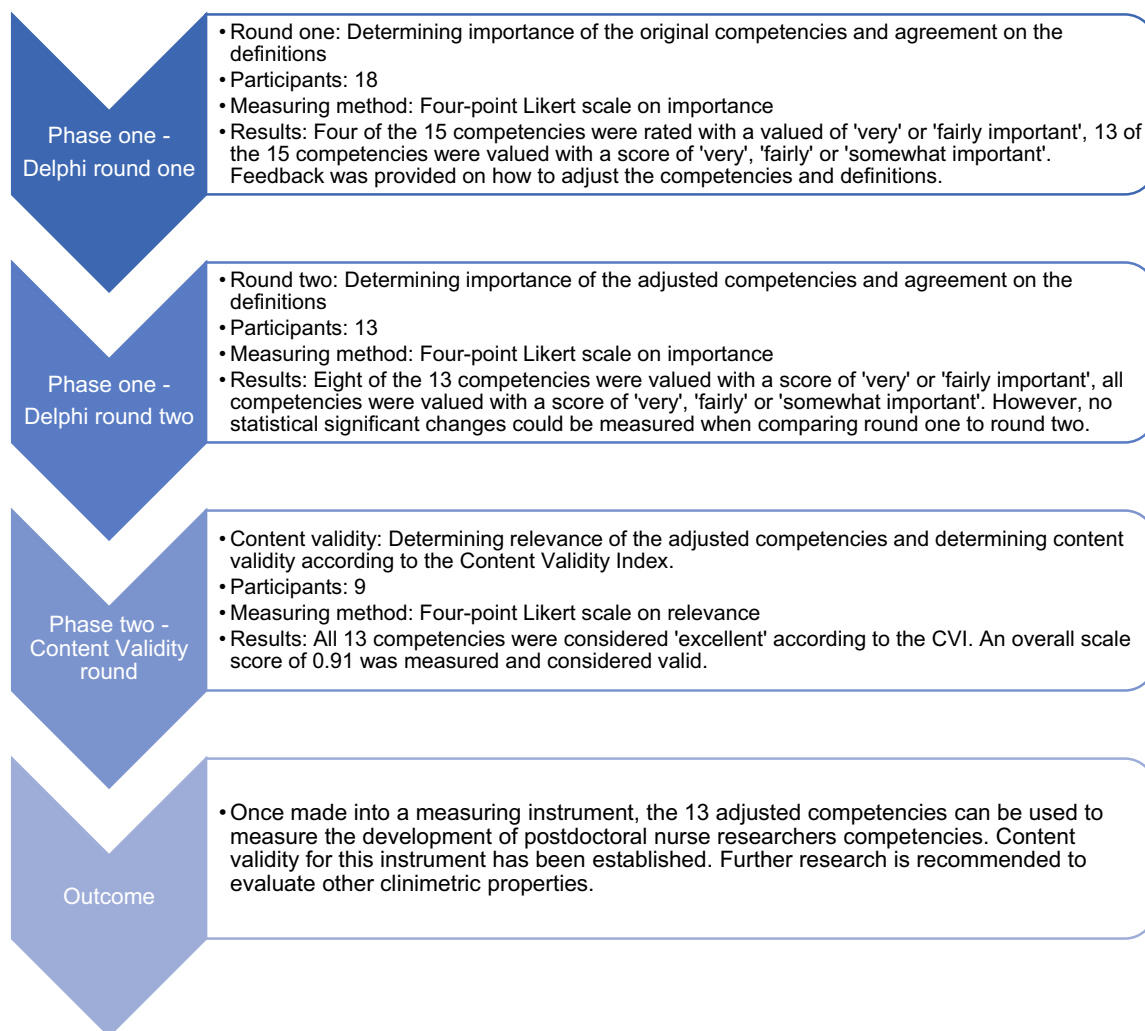 Phase one -
Delphi round one
• Round one: Determining importance of the original competencies and agreement on the
definitions
• Participants: 18
• Measuring method: Four-point Likert scale on importance
• Results: Four of the 15 competencies were rated with a valued of 'very' or 'fairly important', 13 of
the 15 competencies were valued with a score of 'very', 'fairly' or 'somewhat important'.
Feedback was provided on how to adjust the competencies and definitions.
Phase one -
Delphi round two
• Round two: Determining importance of the adjusted competencies and agreement on the
definitions
• Participants: 13
• Measuring method: Four-point Likert scale on importance
• Results: Eight of the 13 competencies were valued with a score of 'very' or 'fairly important', all
competencies were valued with a score of 'very', 'fairly' or 'somewhat important'. However, no
statistical significant changes could be measured when comparing round one to round two.
Phase two -
Content Validity
round
• Content validity: Determining relevance of the adjusted competencies and determining content
validity according to the Content Validity Index.
• Participants: 9
• Measuring method: Four-point Likert scale on relevance
• Results: All 13 competencies were considered 'excellent' according to the CVI. An overall scale
score of 0.91 was measured and considered valid.
Outcome
• Once made into a measuring instrument, the 13 adjusted competencies can be used to
measure the development of postdoctoral nurse researchers competencies. Content
validity for this instrument has been established. Further research is recommended to
evaluate other clinimetric properties.